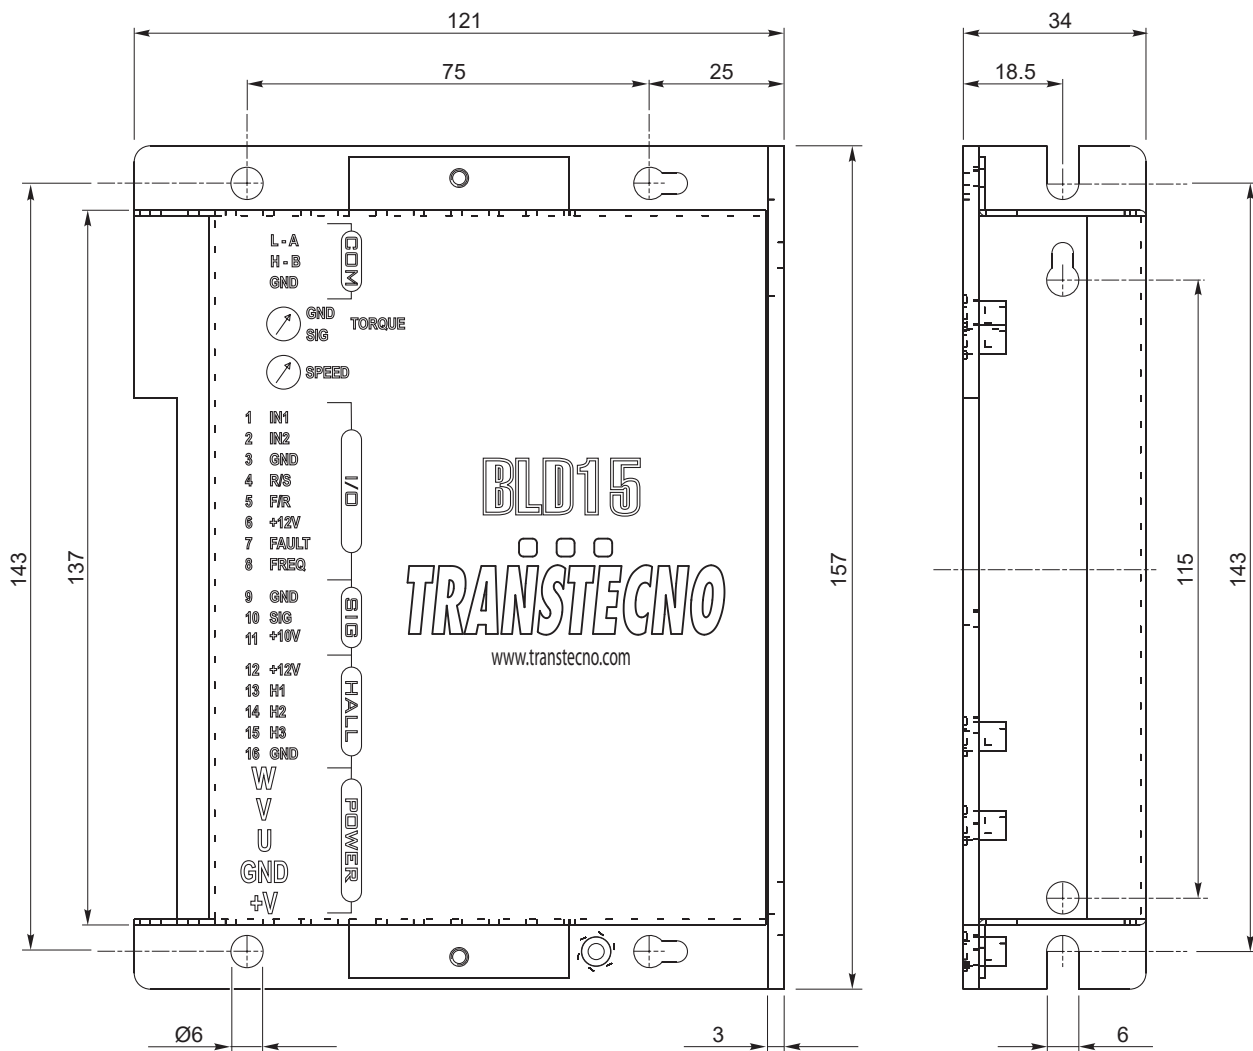 121
34
75
25
18.5
L - A
H - B
GND
COM
GND
SIG
TORQUE
SPEED
1 IN1
2 IN2
3 GND
4 R/S
5 F/R
6 +12V
7 FAULT
8 FREQ
I/O
9 GND
10 SIG
11 +10V
SIG
12 +12V
13 H1
14 H2
15 H3
16 GND
HALL
W
V
U
GND
+V
POWER
BLD15
TRANSTECNO
www.transtecno.com
143
137
157
115
143
Ø6
3
6